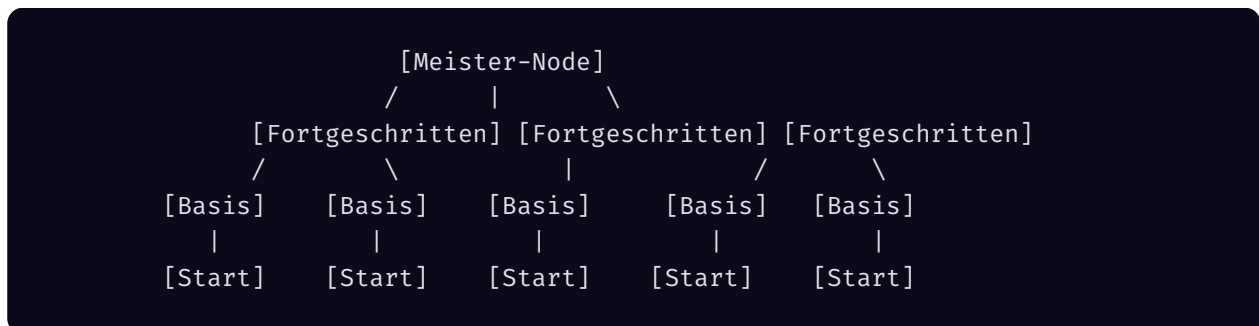 [Meister-Node]
/ | \
[Fortgeschritten] [Fortgeschritten] [Fortgeschritten]
/ \ | / \
[Basis] [Basis] [Basis] [Basis] [Basis]
| | | | |
[Start] [Start] [Start] [Start] [Start]